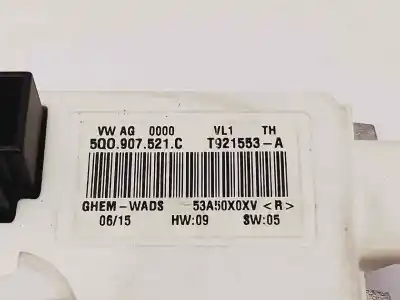 VW AG 0000 VL1 TH
5Q0.907.521.C T921553-A
GHEM-WADS 53A50X0XV <R>
06/15 HW:09 SW:05